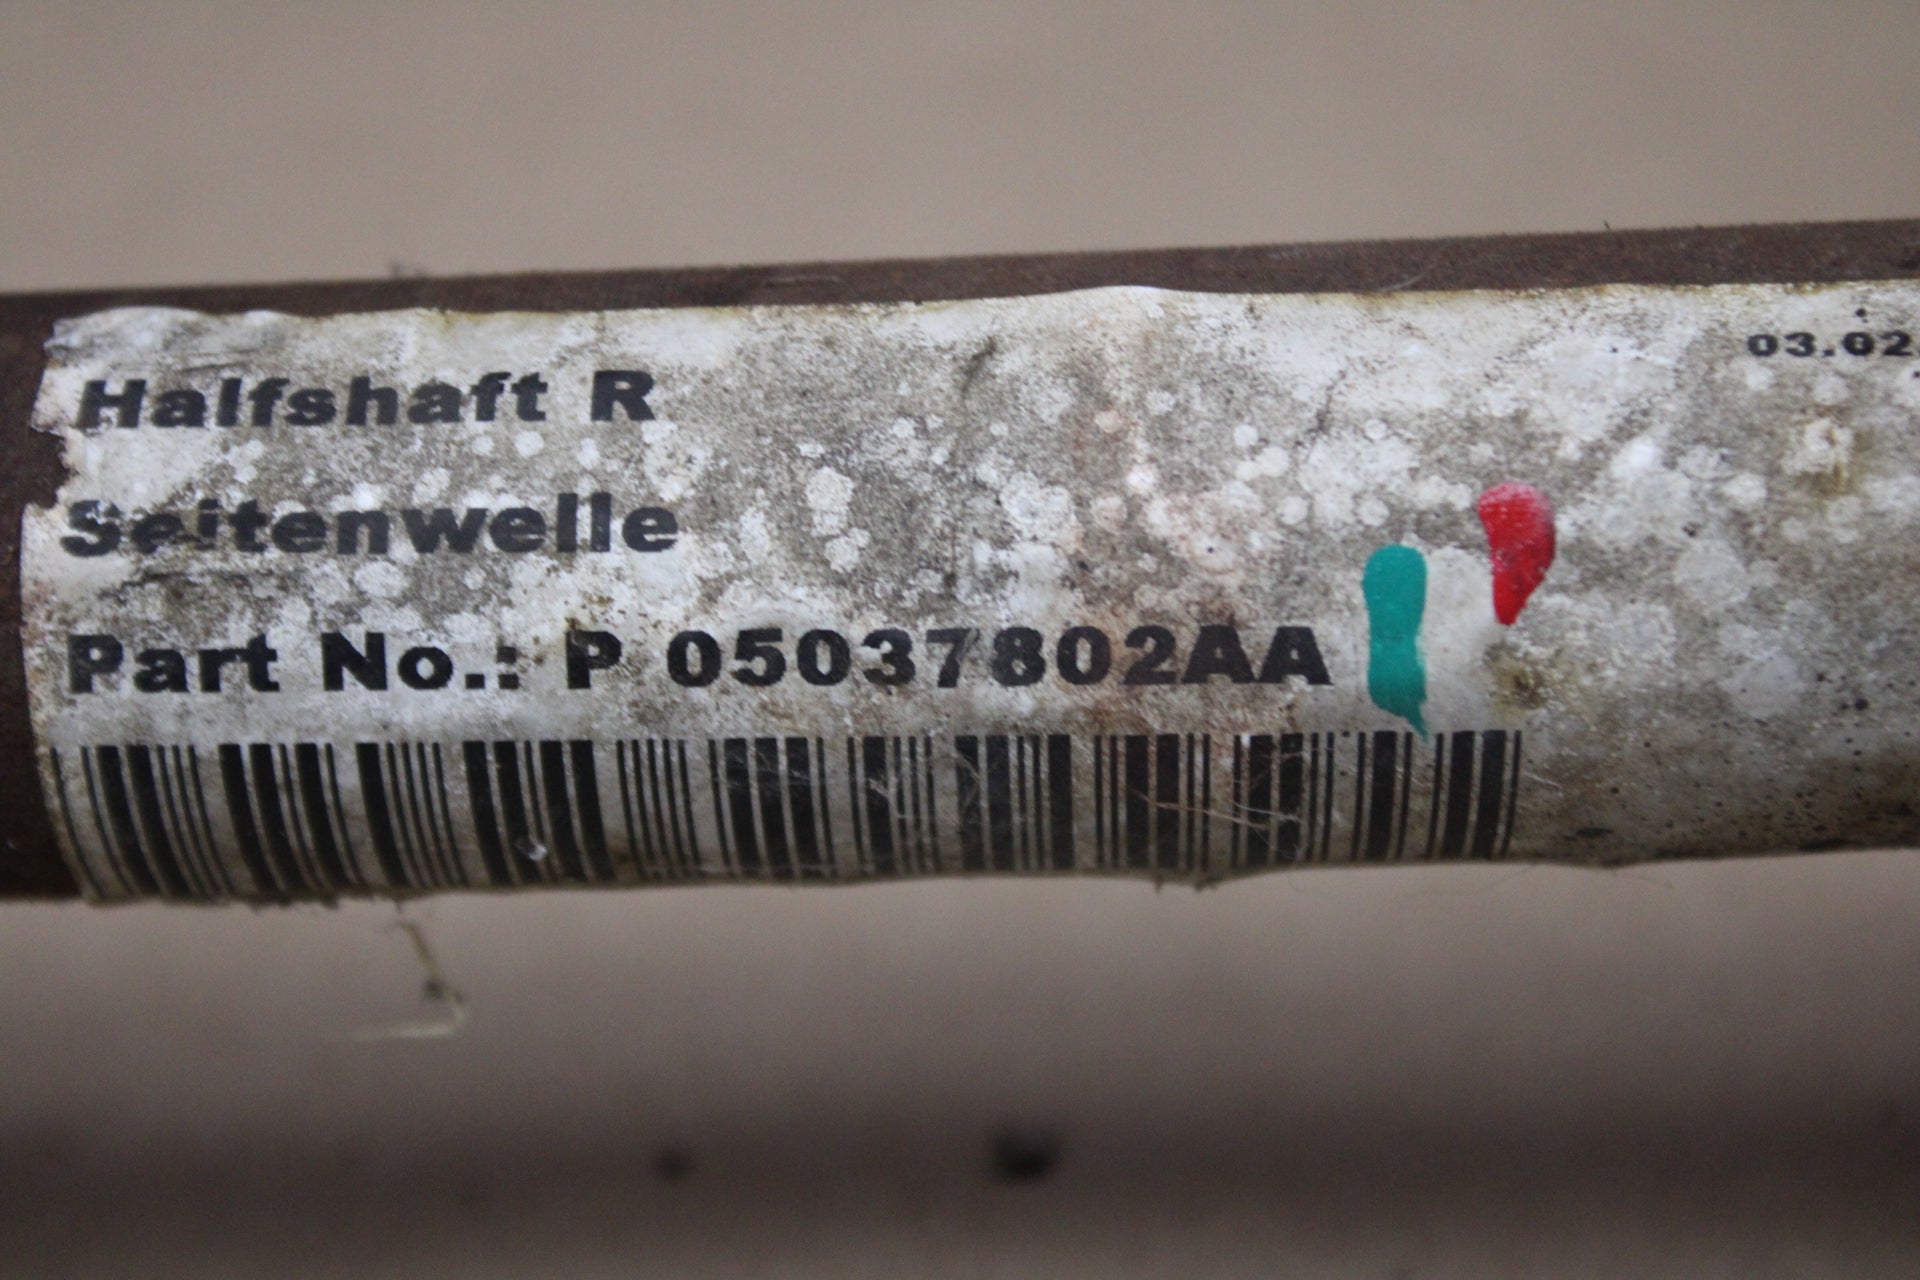 03.02
Halfshaft R
Seitenwelle
Part No.: P 05037802AA